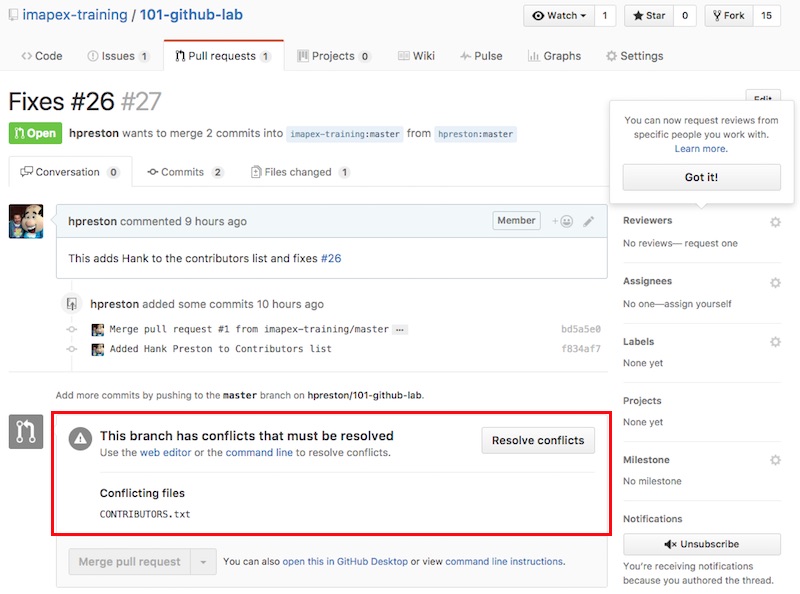 imapex-training / 101-github-lab
Watch 1 Star 0 Fork 15
Code Issues 1 Pull requests 1 Projects 0 Wiki Pulse Graphs Settings
Fixes #26 #27
Edit
Open hpreston wants to merge 2 commits into imapex-training:master from hpreston:master
You can now request reviews from
specific people you work with.
Learn more.
Got it!
Conversation 0 Commits 2 Files changed 1
hpreston commented 9 hours ago Member
This adds Hank to the contributors list and fixes #26
hpreston added some commits 10 hours ago
Merge pull request #1 from imapex-training/master … bd5a5e0
Added Hank Preston to Contributors list f834af7
Add more commits by pushing to the master branch on hpreston/101-github-lab.
This branch has conflicts that must be resolved
Use the web editor or the command line to resolve conflicts.
Resolve conflicts
Conflicting files
CONTRIBUTORS.txt
Merge pull request You can also open this in GitHub Desktop or view command line instructions.
Reviewers
No reviews— request one
Assignees
No one—assign yourself
Labels
None yet
Projects
None yet
Milestone
No milestone
Notifications
Unsubscribe
You’re receiving notifications
because you authored the thread.